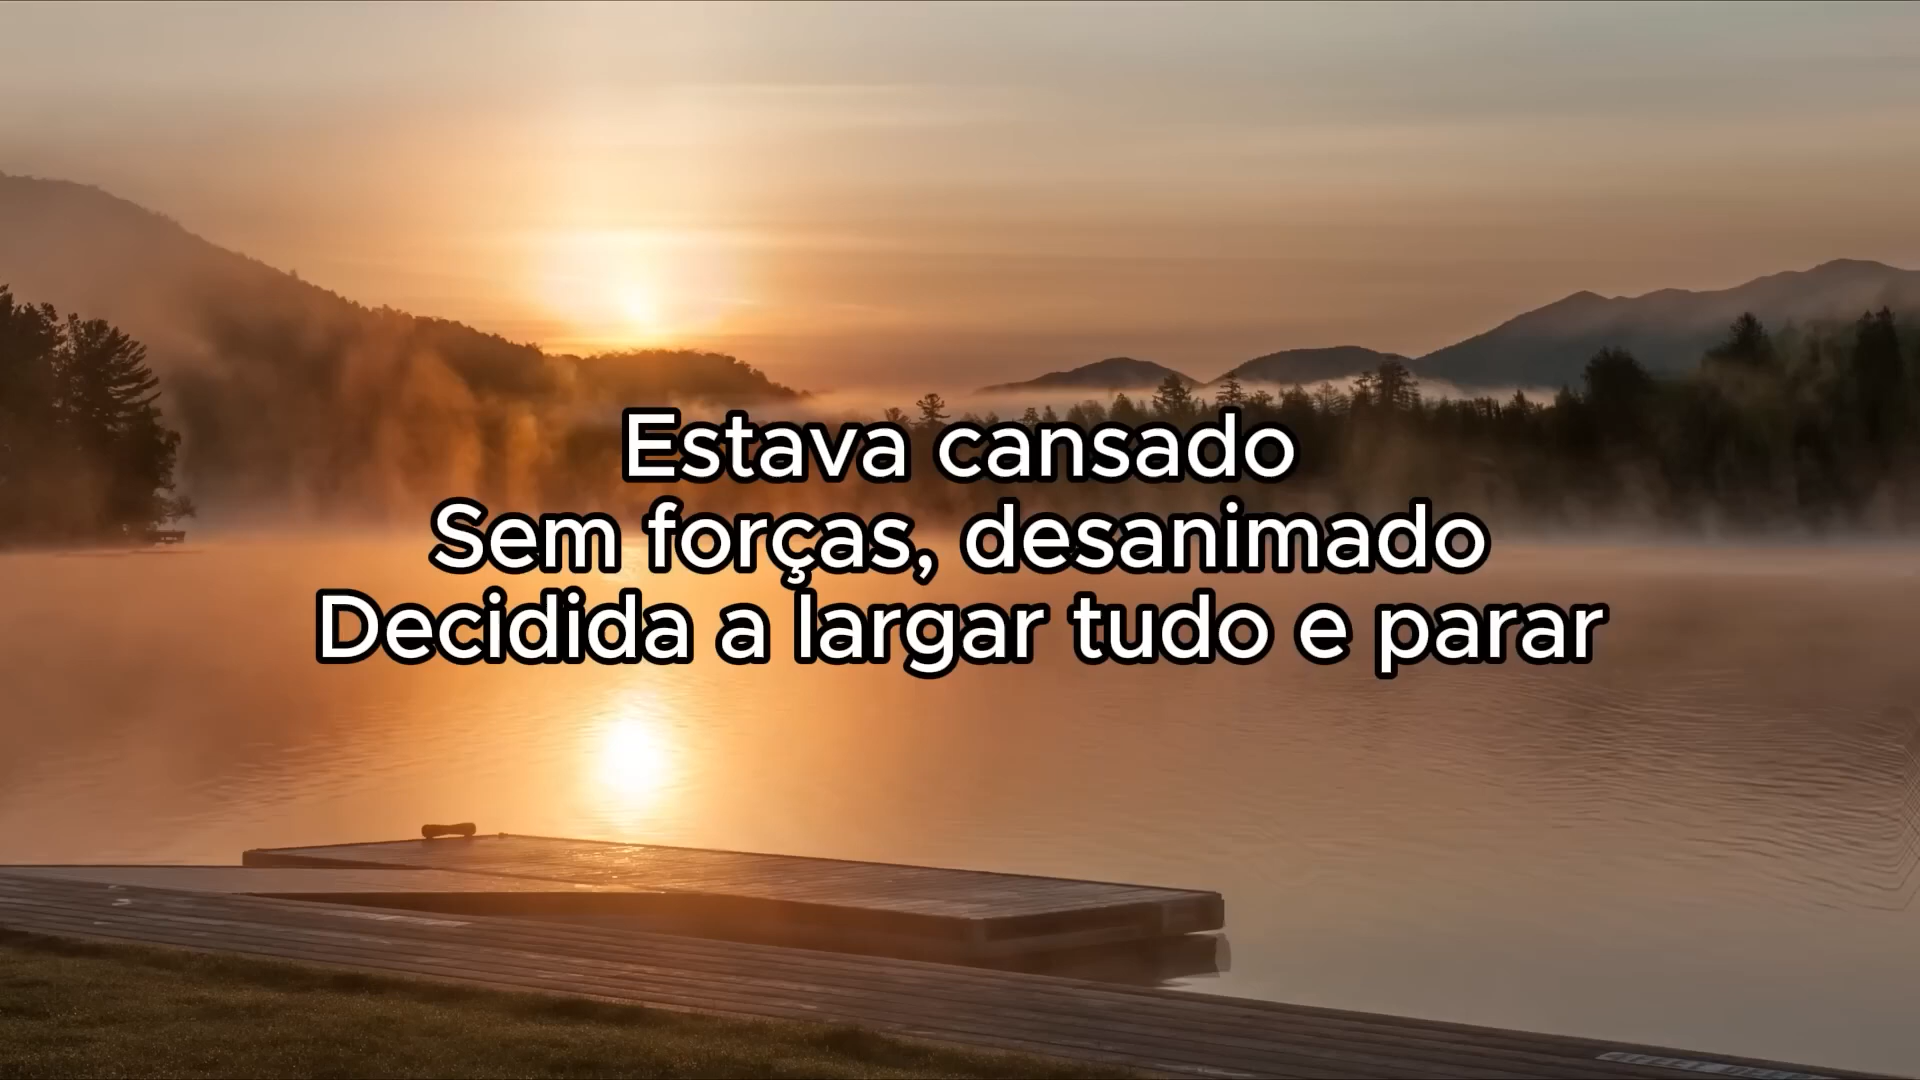 Estava cansado
Sem forças, desanimado
Decidida a largar tudo e parar